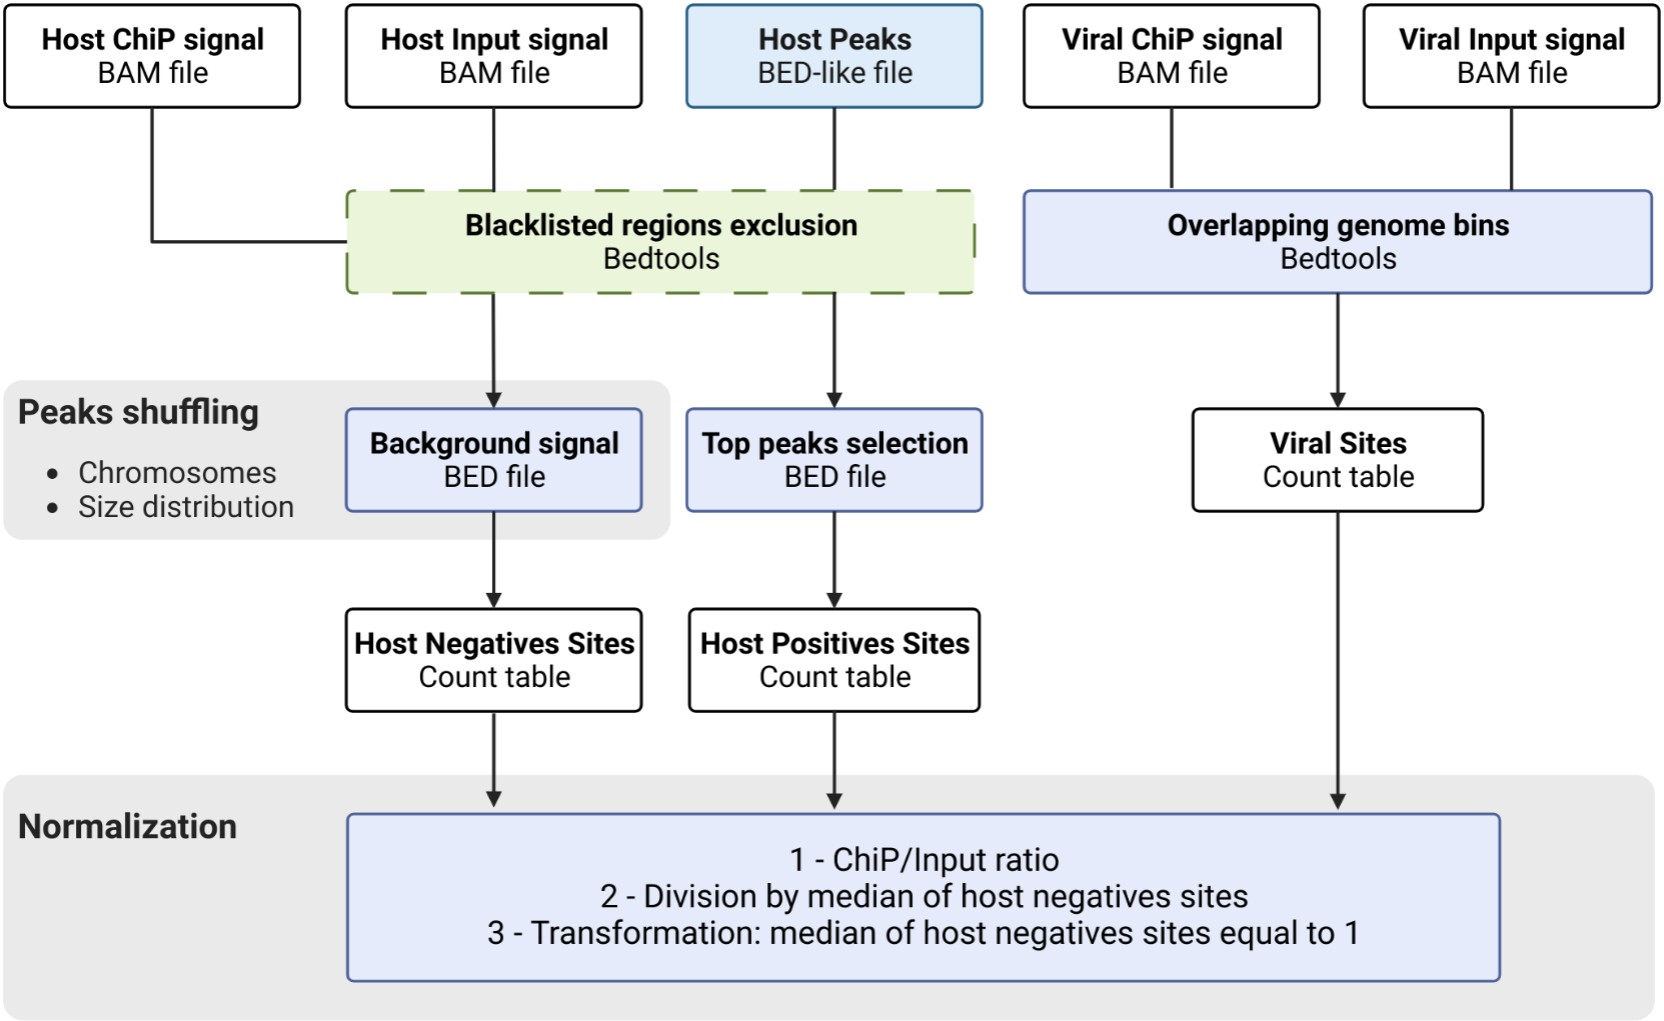 Host ChiP signal
BAM file
Host Input signal
BAM file
Host Peaks
BED-like file
Viral ChiP signal
BAM file
Viral Input signal
BAM file
Blacklisted regions exclusion
Bedtools
Overlapping genome bins
Bedtools
Peaks shuffling
• Chromosomes
• Size distribution
Background signal
BED file
Top peaks selection
BED file
Viral Sites
Count table
Host Negatives Sites
Count table
Host Positives Sites
Count table
Normalization
1 - ChiP/Input ratio
2 - Division by median of host negatives sites
3 - Transformation: median of host negatives sites equal to 1